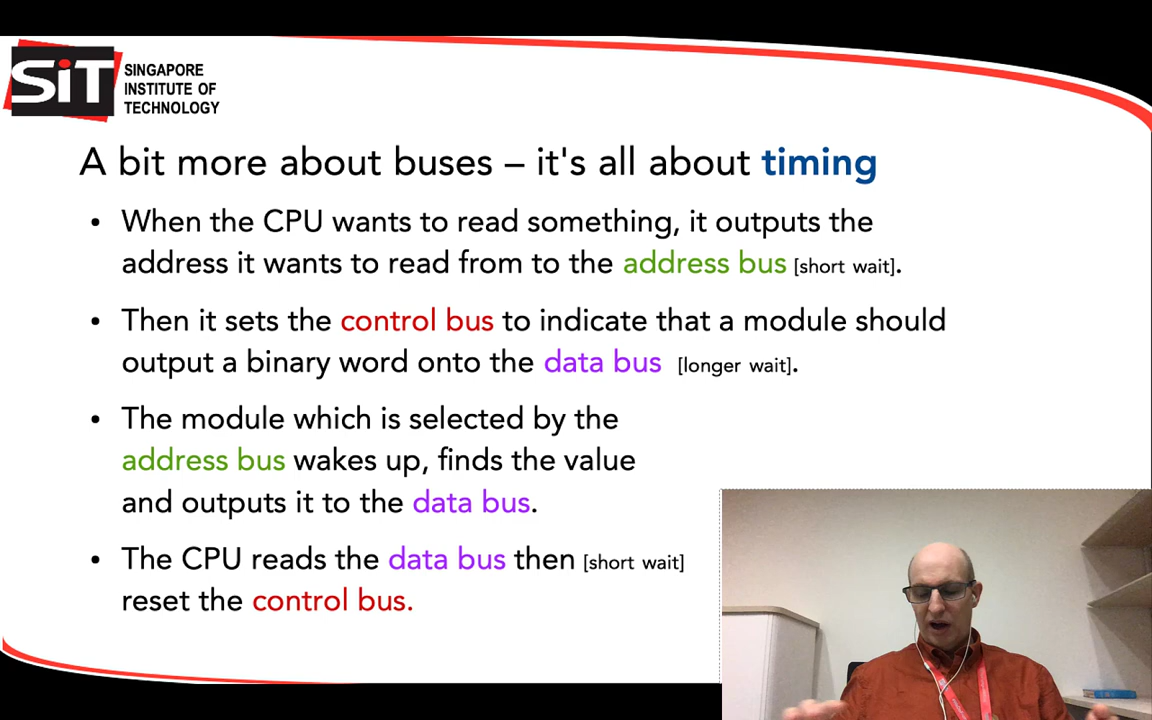 SiT
SINGAPORE
INSTITUTE OF
TECHNOLOGY
A bit more about buses – it's all about timing
• When the CPU wants to read something, it outputs the
address it wants to read from to the address bus [short wait].
• Then it sets the control bus to indicate that a module should
output a binary word onto the data bus [longer wait].
• The module which is selected by the
address bus wakes up, finds the value
and outputs it to the data bus.
• The CPU reads the data bus then [short wait]
reset the control bus.